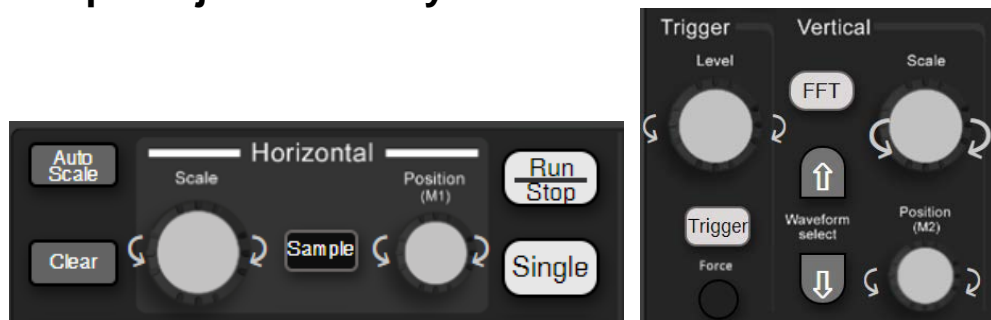 Auto
Scale
Horizontal
Scale
Position
(M1)
Run
Stop
Clear
Sample
Single
Trigger
Vertical
Level
Scale
FFT
Trigger
Waveform
select
Position
(M2)
Force